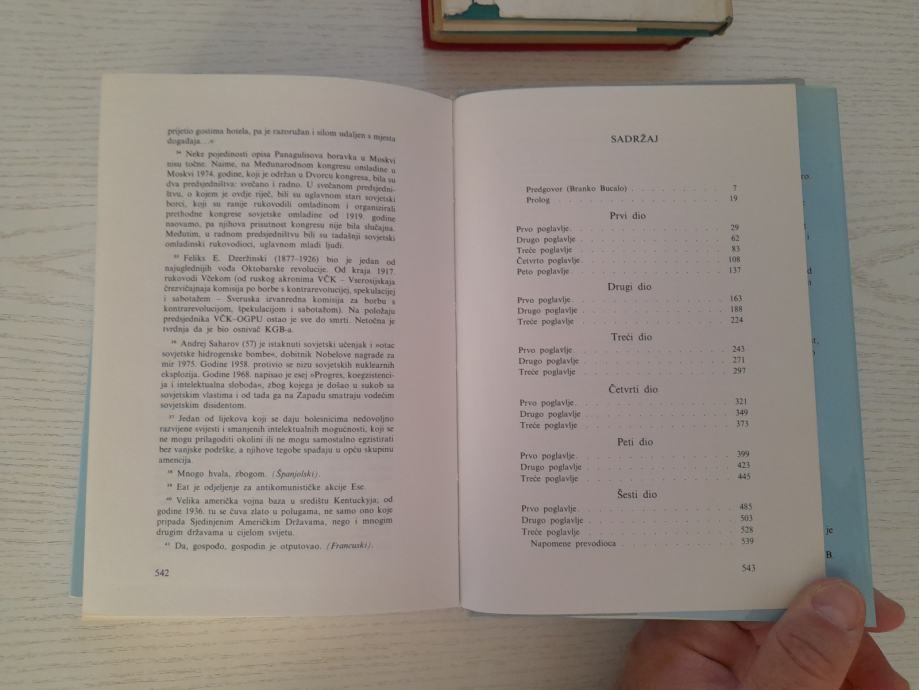 prijetio gostima hotela, pa je razoružan i silom udaljen s mjesta
događaja...«
³⁴ Neke pojedinosti opisa Panagulisova boravka u Moskvi
nisu točne. Naime, na Međunarodnom kongresu omladine u
Moskvi 1974. godine, koji je održan u Dvorcu kongresa, bila su
dva predsjedništva: svečano i radno. U svečanom predsjedni-
štvu, o kojem je ovdje riječ, bili su uglavnom stari sovjetski
borci, koji su ranije rukovodili omladinom i organizirali
prethodne kongrese sovjetske omladine od 1919. godine
naovamo, pa njihova prisutnost kongresu nije bila slučajna.
Međutim, u radnom predsjedništvu bili su tadašnji sovjetski
omladinski rukovodioci, uglavnom mladi ljudi.
³⁵ Feliks E. Dzeržinski (1877–1926) bio je jedan od
najuglednijih vođa Oktobarske revolucije. Od kraja 1917.
rukovodi Včekom (od ruskog akronima VČK – Vserosijskaja
črezvičajnaja komisija po borbe s kontrarevolucijej, spekulacijej
i sabotažem – Sveruska izvanredna komisija za borbu s
kontrarevolucijom, špekulacijom i sabotažom). Na položaju
predsjednika VČK–OGPU ostao je sve do smrti. Netočna je
tvrdnja da je bio osnivač KGB-a.
³⁶ Andrej Saharov (57) je istaknuti sovjetski učenjak i »otac
sovjetske hidrogenske bombe«, dobitnik Nobelove nagrade za
mir 1975. Godine 1958. protivio se nizu sovjetskih nuklearnih
eksplozija. Godine 1968. napisao je esej »Progres, koegzistenci-
ja i intelektualna sloboda«, zbog kojega je došao u sukob sa
sovjetskim vlastima i od tada ga na Zapadu smatraju vodećim
sovjetskim disidentom.
³⁷ Jedan od lijekova koji se daju bolesnicima nedovoljno
razvijene svijesti i smanjenih intelektualnih mogućnosti, koji se
ne mogu prilagoditi okolini ili ne mogu samostalno egzistirati
bez vanjske podrške, a njihove tegobe spadaju u opću skupinu
amencija.
³⁸ Mnogo hvala, zbogom. (Španjolski).
³⁹ Eat je odjeljenje za antikomunističke akcije Ese.
⁴⁰ Velika američka vojna baza u središtu Kentuckyja; od
godine 1936. tu se čuva zlato u polugama, ne samo ono koje
pripada Sjedinjenim Američkim Državama, nego i mnogim
drugim državama u cijelom svijetu.
⁴¹ Da, gospođo, gospodin je otputovao. (Francuski).
542
SADRŽAJ
Predgovor (Branko Bucalo) . . . . . . . . . . 7
Prolog . . . . . . . . . . . . . . . . . . 19
Prvi dio
Prvo poglavlje . . . . . . . . . . . . . . . 29
Drugo poglavlje . . . . . . . . . . . . . . . 62
Treće poglavlje . . . . . . . . . . . . . . . 83
Četvrto poglavlje . . . . . . . . . . . . . . 108
Peto poglavlje . . . . . . . . . . . . . . . 137
Drugi dio
Prvo poglavlje . . . . . . . . . . . . . . . 163
Drugo poglavlje . . . . . . . . . . . . . . . 188
Treće poglavlje . . . . . . . . . . . . . . . 224
Treći dio
Prvo poglavlje . . . . . . . . . . . . . . . 243
Drugo poglavlje . . . . . . . . . . . . . . . 271
Treće poglavlje . . . . . . . . . . . . . . . 297
Četvrti dio
Prvo poglavlje . . . . . . . . . . . . . . . 321
Drugo poglavlje . . . . . . . . . . . . . . . 349
Treće poglavlje . . . . . . . . . . . . . . . 373
Peti dio
Prvo poglavlje . . . . . . . . . . . . . . . 399
Drugo poglavlje . . . . . . . . . . . . . . . 423
Treće poglavlje . . . . . . . . . . . . . . . 445
Šesti dio
Prvo poglavlje . . . . . . . . . . . . . . . 485
Drugo poglavlje . . . . . . . . . . . . . . . 503
Treće poglavlje . . . . . . . . . . . . . . . 528
Napomene prevodioca . . . . . . . . . . . . 539
543
je
B.